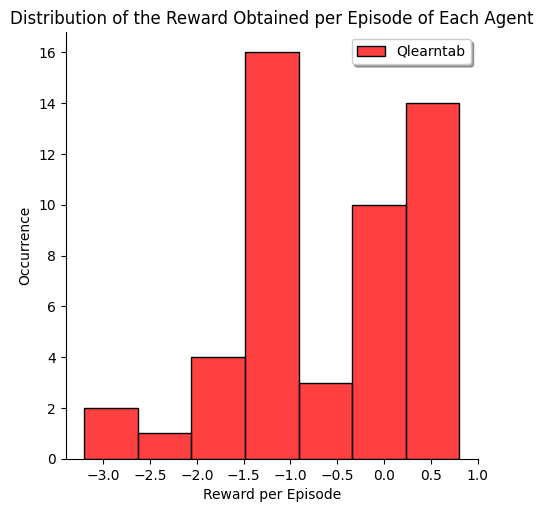 Distribution of the Reward Obtained per Episode of Each Agent
Qlearntab
16
14
12
10
8
6
4
2
0
Occurrence
−3.0 −2.5 −2.0 −1.5 −1.0 −0.5 0.0 0.5 1.0
Reward per Episode